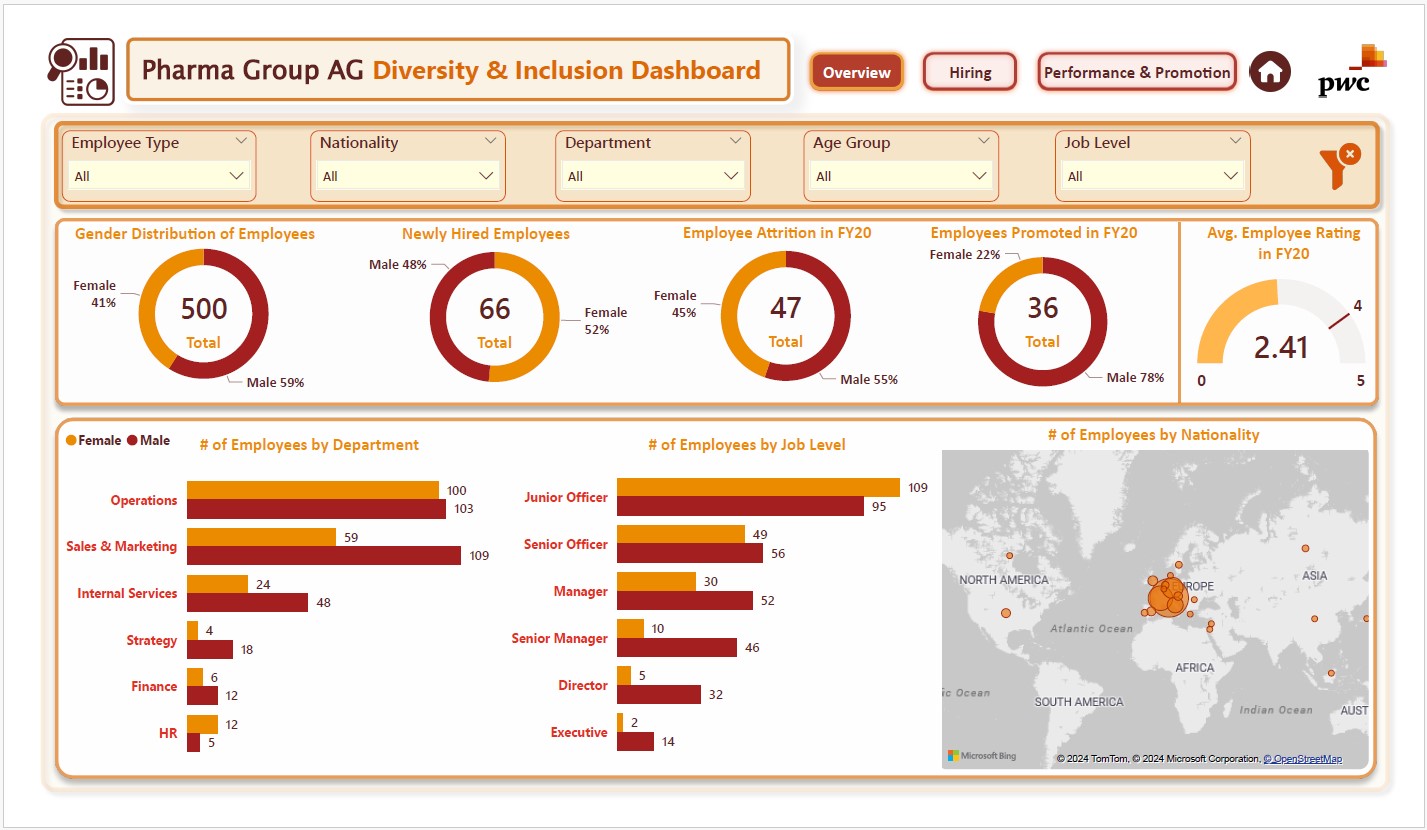 Pharma Group AG Diversity & Inclusion Dashboard
Overview
Hiring
Performance & Promotion
pwc
Employee Type
All
Nationality
All
Department
All
Age Group
All
Job Level
All
Gender Distribution of Employees
Female
41%
500
Total
Male 59%
Newly Hired Employees
Male 48%
66
Total
Female
52%
Employee Attrition in FY20
Female
45%
47
Total
Male 55%
Employees Promoted in FY20
Female 22%
36
Total
Male 78%
Avg. Employee Rating
in FY20
4
2.41
0
5
Female Male
# of Employees by Department
Operations
100
103
Sales & Marketing
59
109
Internal Services
24
48
Strategy
4
18
Finance
6
12
HR
12
5
# of Employees by Job Level
Junior Officer
109
95
Senior Officer
49
56
Manager
30
52
Senior Manager
10
46
Director
5
32
Executive
2
14
# of Employees by Nationality
NORTH AMERICA
UROPE
ASIA
Atlantic Ocean
AFRICA
ic Ocean
SOUTH AMERICA
Indian Ocean
AUST
Microsoft Bing
© 2024 TomTom, © 2024 Microsoft Corporation, © OpenStreetMap